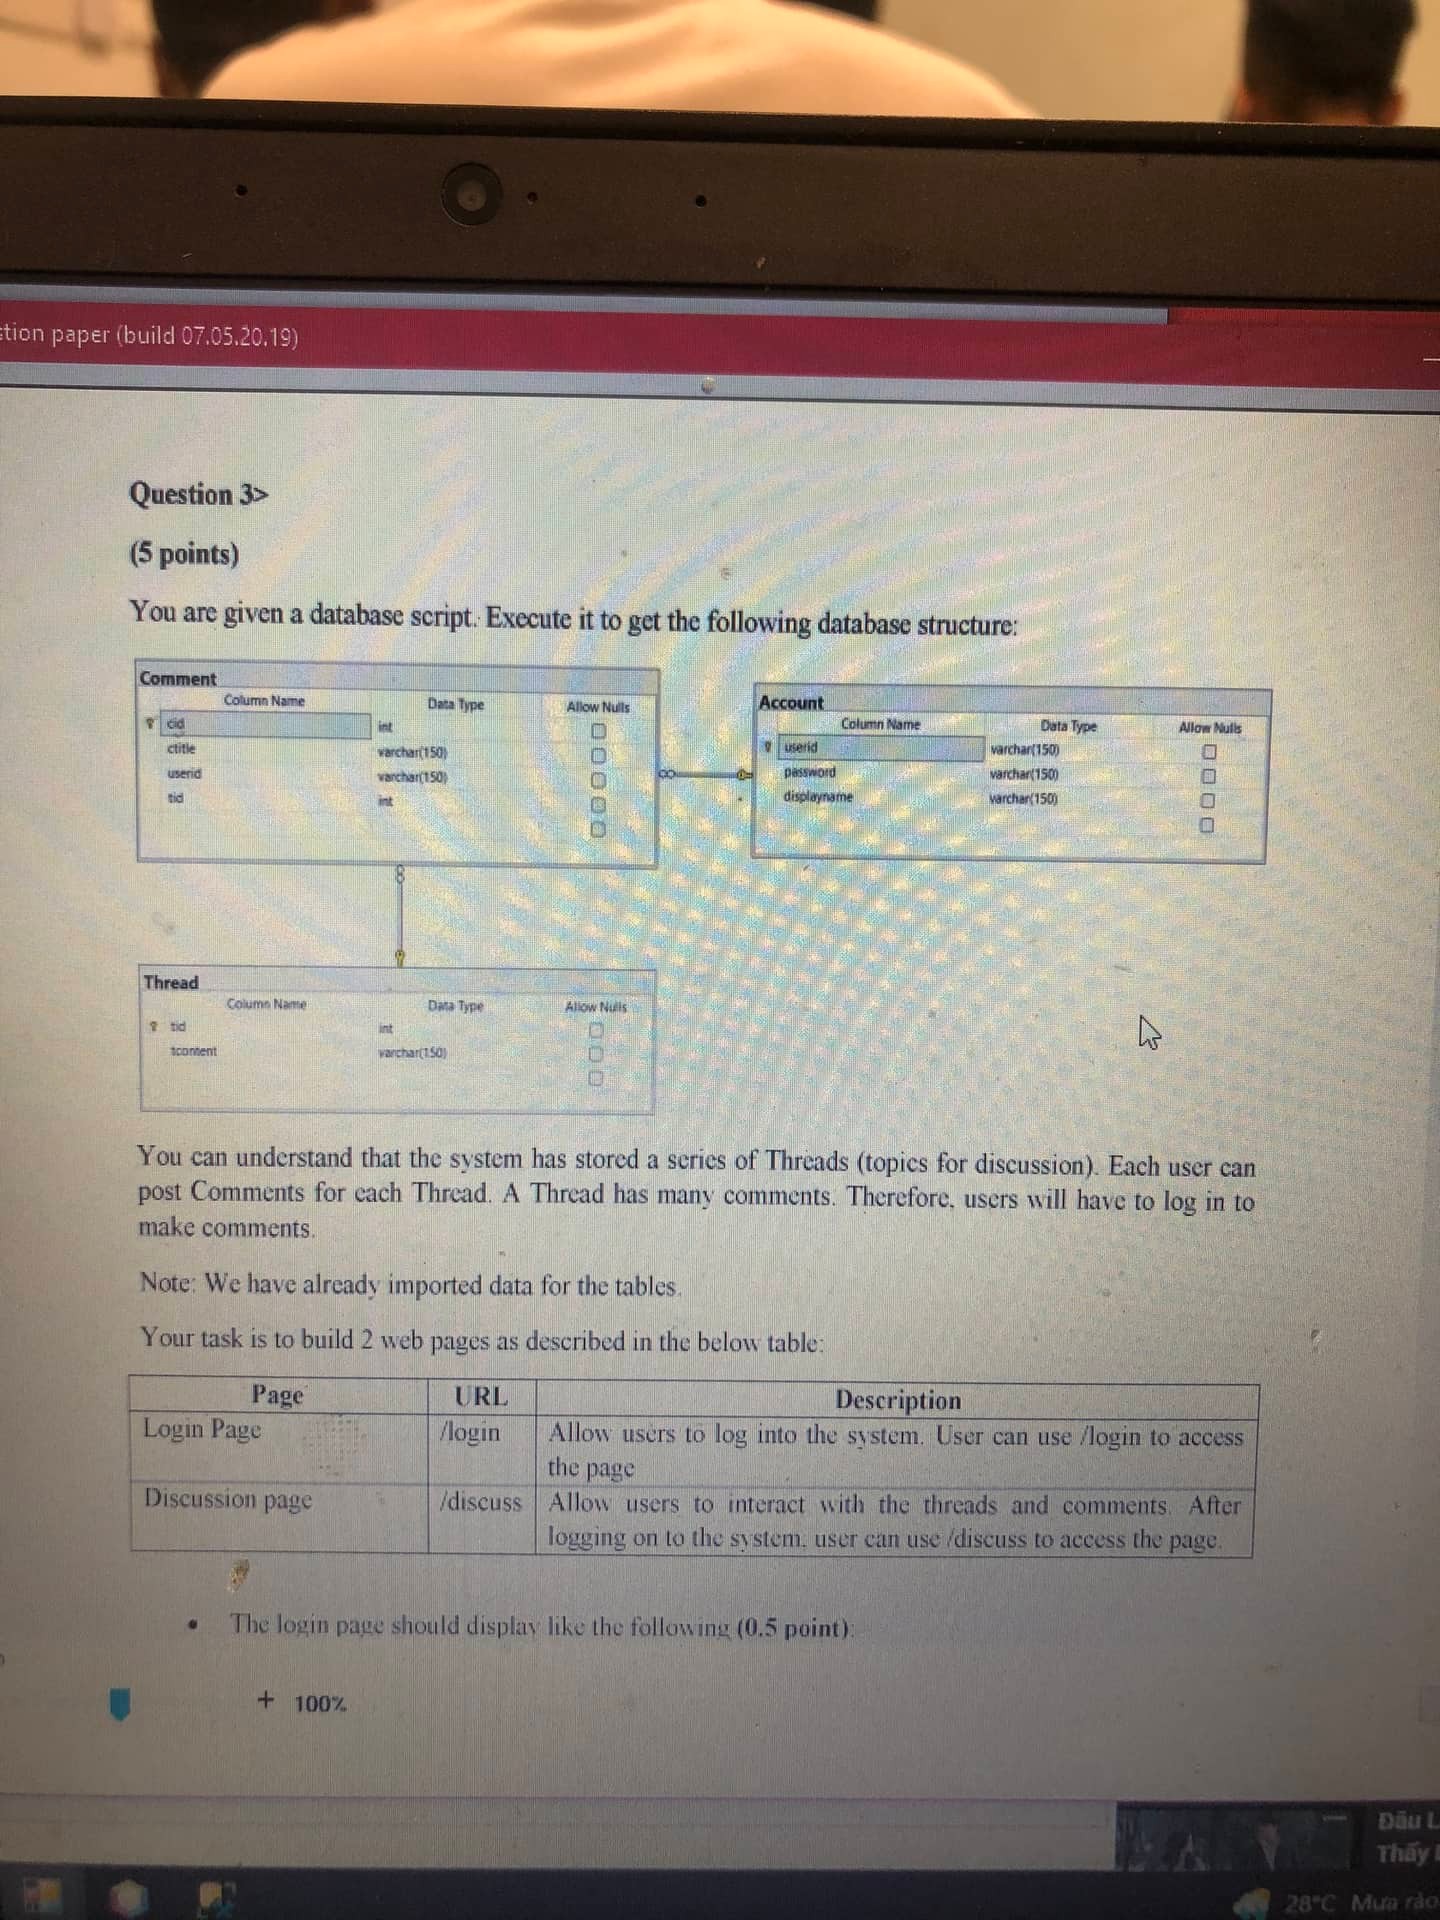 stion paper (build 07.05.20.19)
Question 3>
(5 points)
You are given a database script. Execute it to get the following database structure:
Comment
Column Name Data Type Allow Nulls
cid int
ctitle varchar(150)
userid varchar(150)
tid int
Account
Column Name Data Type Allow Nulls
userid varchar(150)
password varchar(150)
displayname varchar(150)
Thread
Column Name Data Type Allow Nulls
tid int
tcontent varchar(150)
You can understand that the system has stored a series of Threads (topics for discussion). Each user can
post Comments for each Thread. A Thread has many comments. Therefore, users will have to log in to
make comments.
Note: We have already imported data for the tables.
Your task is to build 2 web pages as described in the below table:
Page URL Description
Login Page /login Allow users to log into the system. User can use /login to access
the page
Discussion page /discuss Allow users to interact with the threads and comments. After
logging on to the system, user can use /discuss to access the page.
• The login page should display like the following (0.5 point):
+ 100%
Đấu L
Thầy
28°C Mưa rào